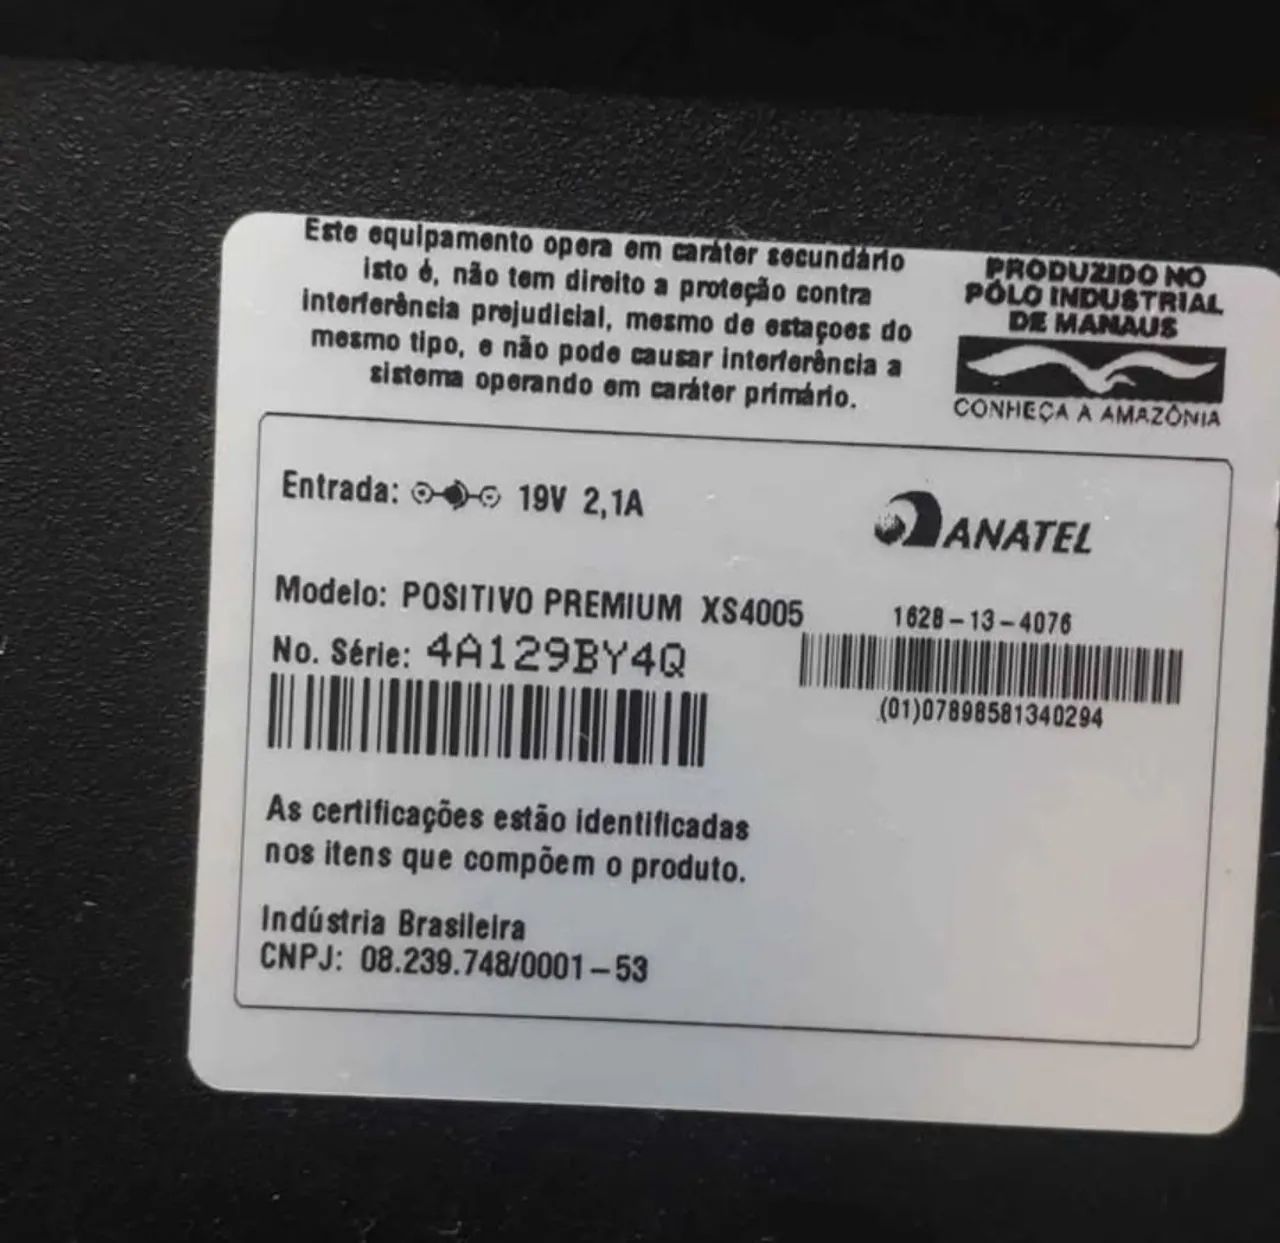 Este equipamento opera em caráter secundário
isto é, não tem direito a proteção contra
interferência prejudicial, mesmo de estaçoes do
mesmo tipo, e não pode causar interferência a
sistema operando em caráter primário.
PRODUZIDO NO
PÓLO INDUSTRIAL
DE MANAUS
CONHEÇA A AMAZÔNIA
Entrada: 19V 2,1A
ANATEL
Modelo: POSITIVO PREMIUM XS4005
1628-13-4076
No. Série: 4A129BY4Q
(01)07898581340294
As certificações estão identificadas
nos itens que compõem o produto.
Indústria Brasileira
CNPJ: 08.239.748/0001-53